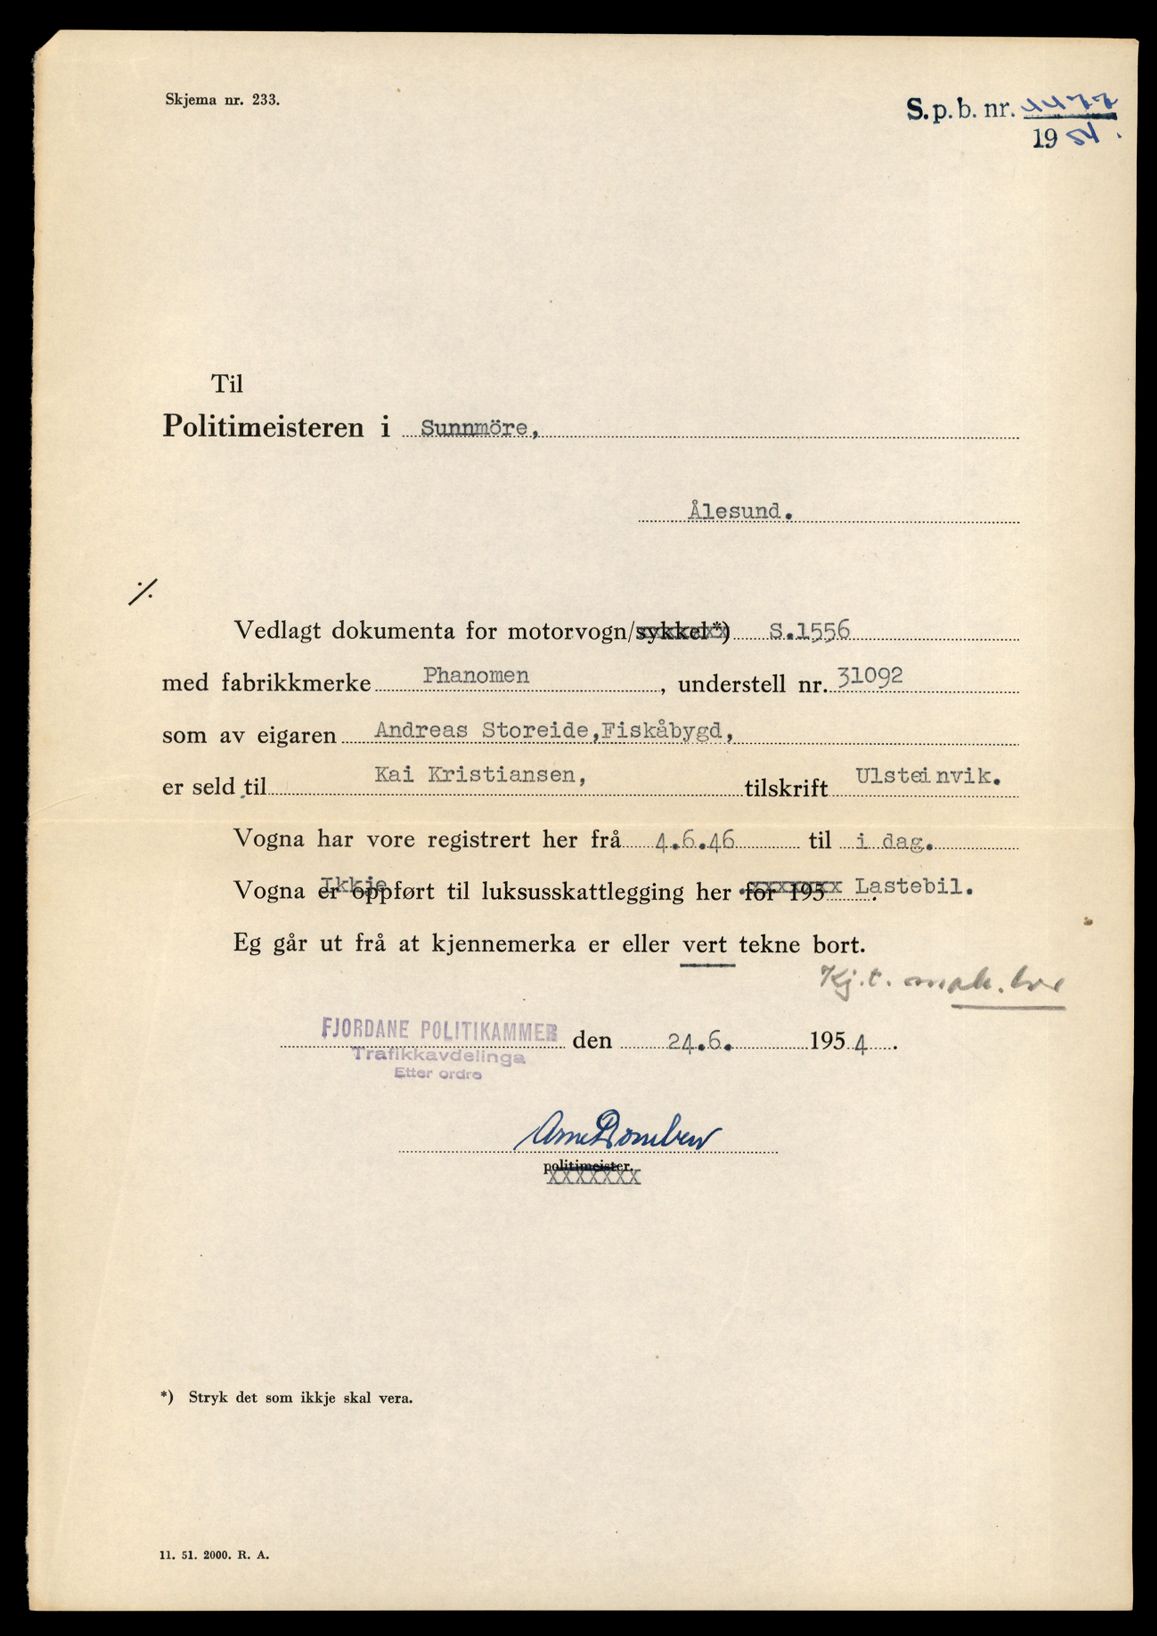 Skjema nr. 233.
S.p.b. nr.
1954.
Til
Politimeisteren i Sunnmöre,
Ålesund.
./.
Vedlagt dokumenta for motorvogn/sykkel*) S.1556
med fabrikkmerke Phanomen , understell nr. 31092
som av eigaren Andreas Storeide,Fiskåbygd,
er seld til Kai Kristiansen, tilskrift Ulsteinvik.
Vogna har vore registrert her frå 4.6.46 til i dag.
Vogna er Ikkje oppført til luksusskattlegging her for 195 . Lastebil.
Eg går ut frå at kjennemerka er eller vert tekne bort.
Kj.t.
FJORDANE POLITIKAMMER den 24.6. 1954.
Trafikkavdelinga
Etter ordre
Arne
politimeister.
xxxxxxx
*) Stryk det som ikkje skal vera.
11. 51. 2000. R. A.